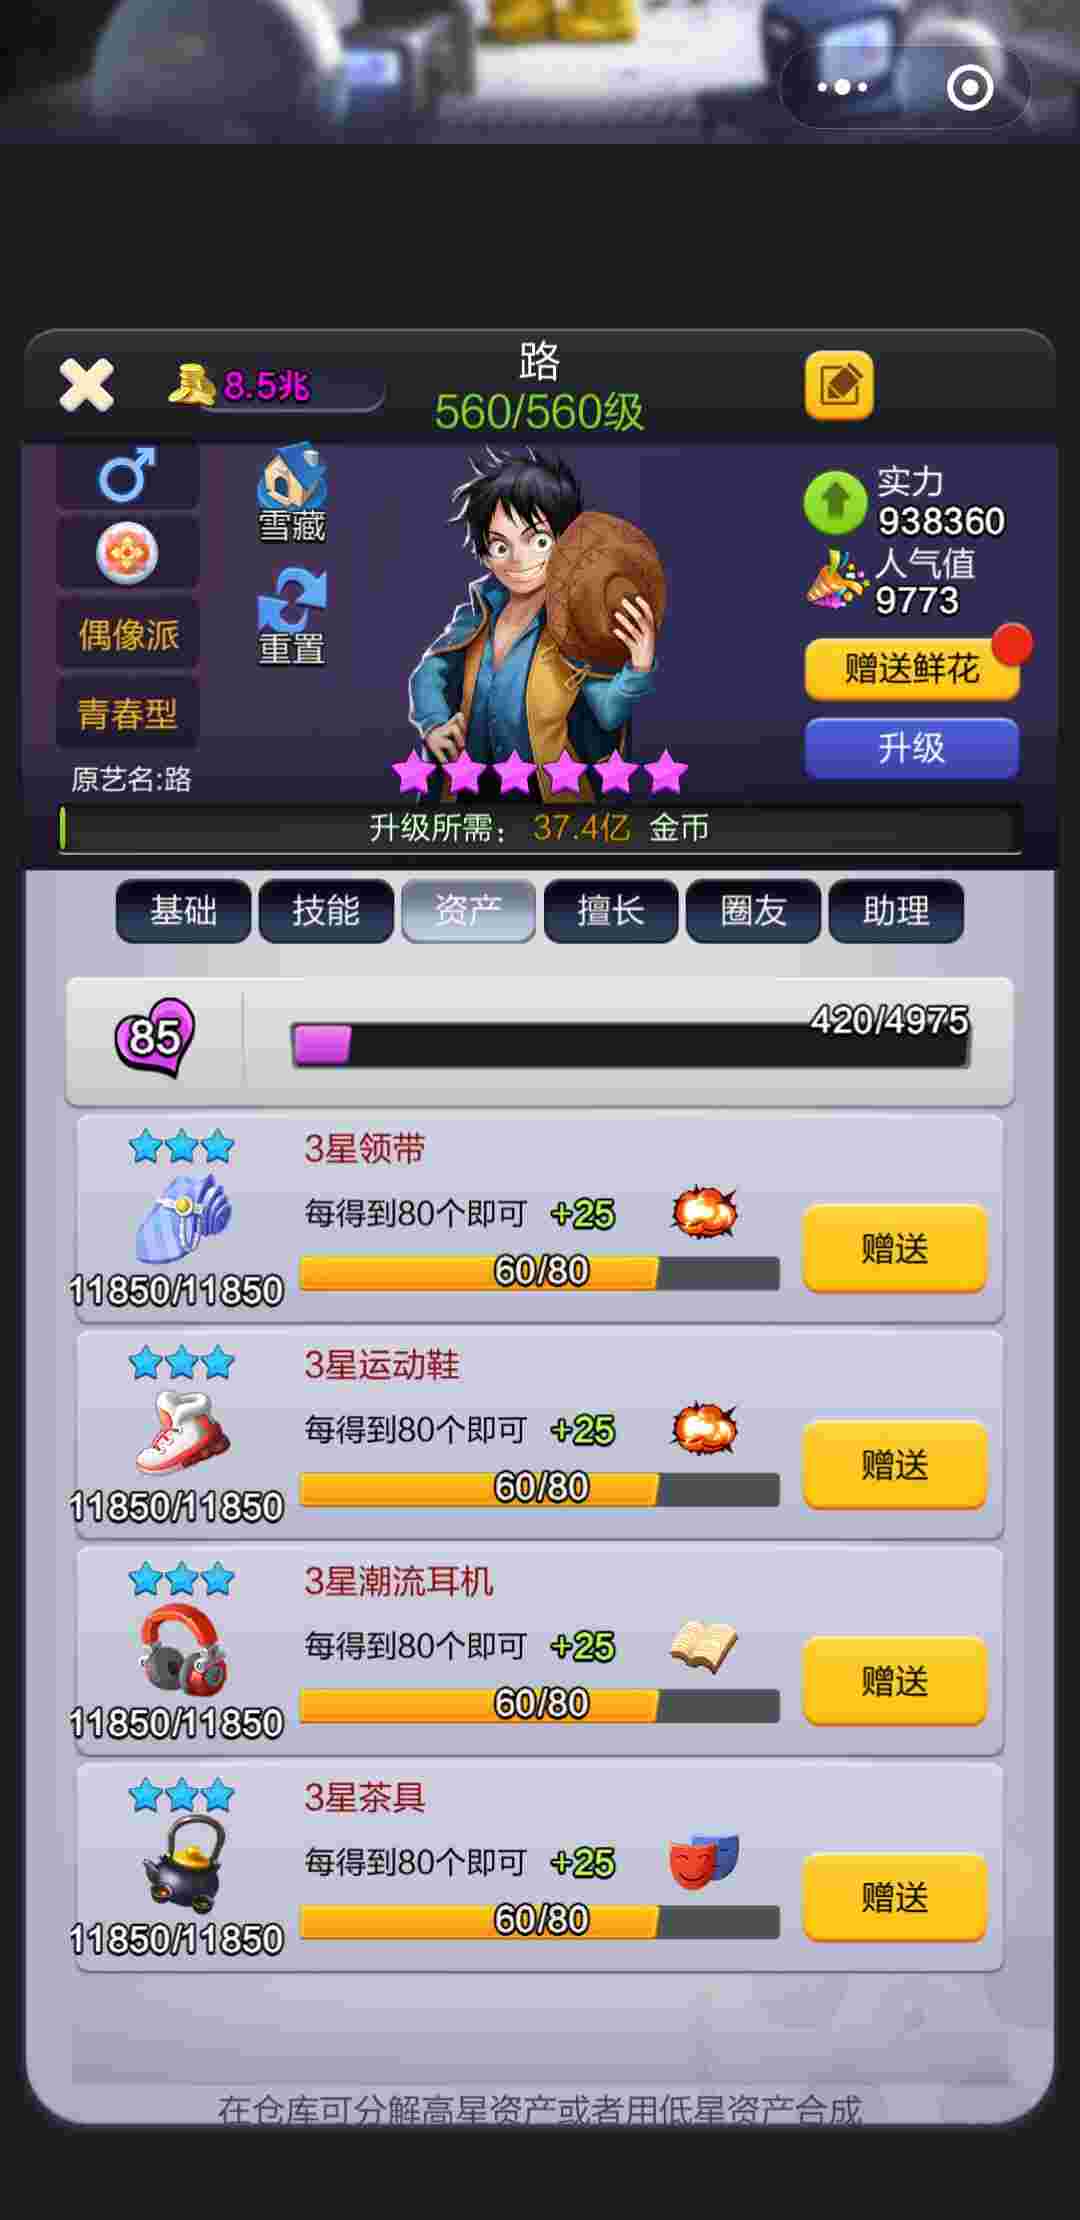 路
8.5兆
560/560级
雪藏
实力
938360
人气值
9773
偶像派
重置
赠送鲜花
青春型
升级
原艺名:路
升级所需： 37.4亿 金币
基础 技能 资产 擅长 圈友 助理
85
420/4975
3星领带
每得到80个即可 +25
赠送
60/80
11850/11850
3星运动鞋
每得到80个即可 +25
赠送
60/80
11850/11850
3星潮流耳机
每得到80个即可 +25
赠送
60/80
11850/11850
3星茶具
每得到80个即可 +25
赠送
60/80
11850/11850
在仓库可分解高星资产或者用低星资产合成